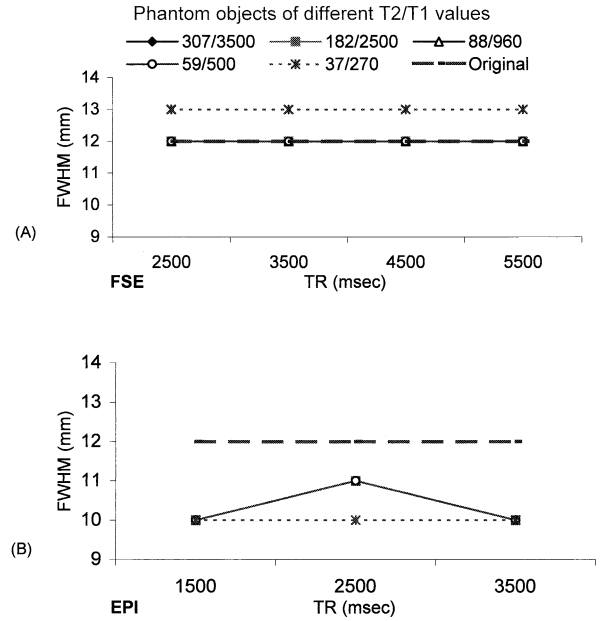 Phantom objects of different T2/T1 values
307/3500 182/2500 88/960
59/500 37/270 Original
14
13
12
11
10
9
FWHM (mm)
(A)
2500 3500 4500 5500
FSE TR (msec)
14
13
12
11
10
9
FWHM (mm)
(B)
1500 2500 3500
EPI TR (msec)